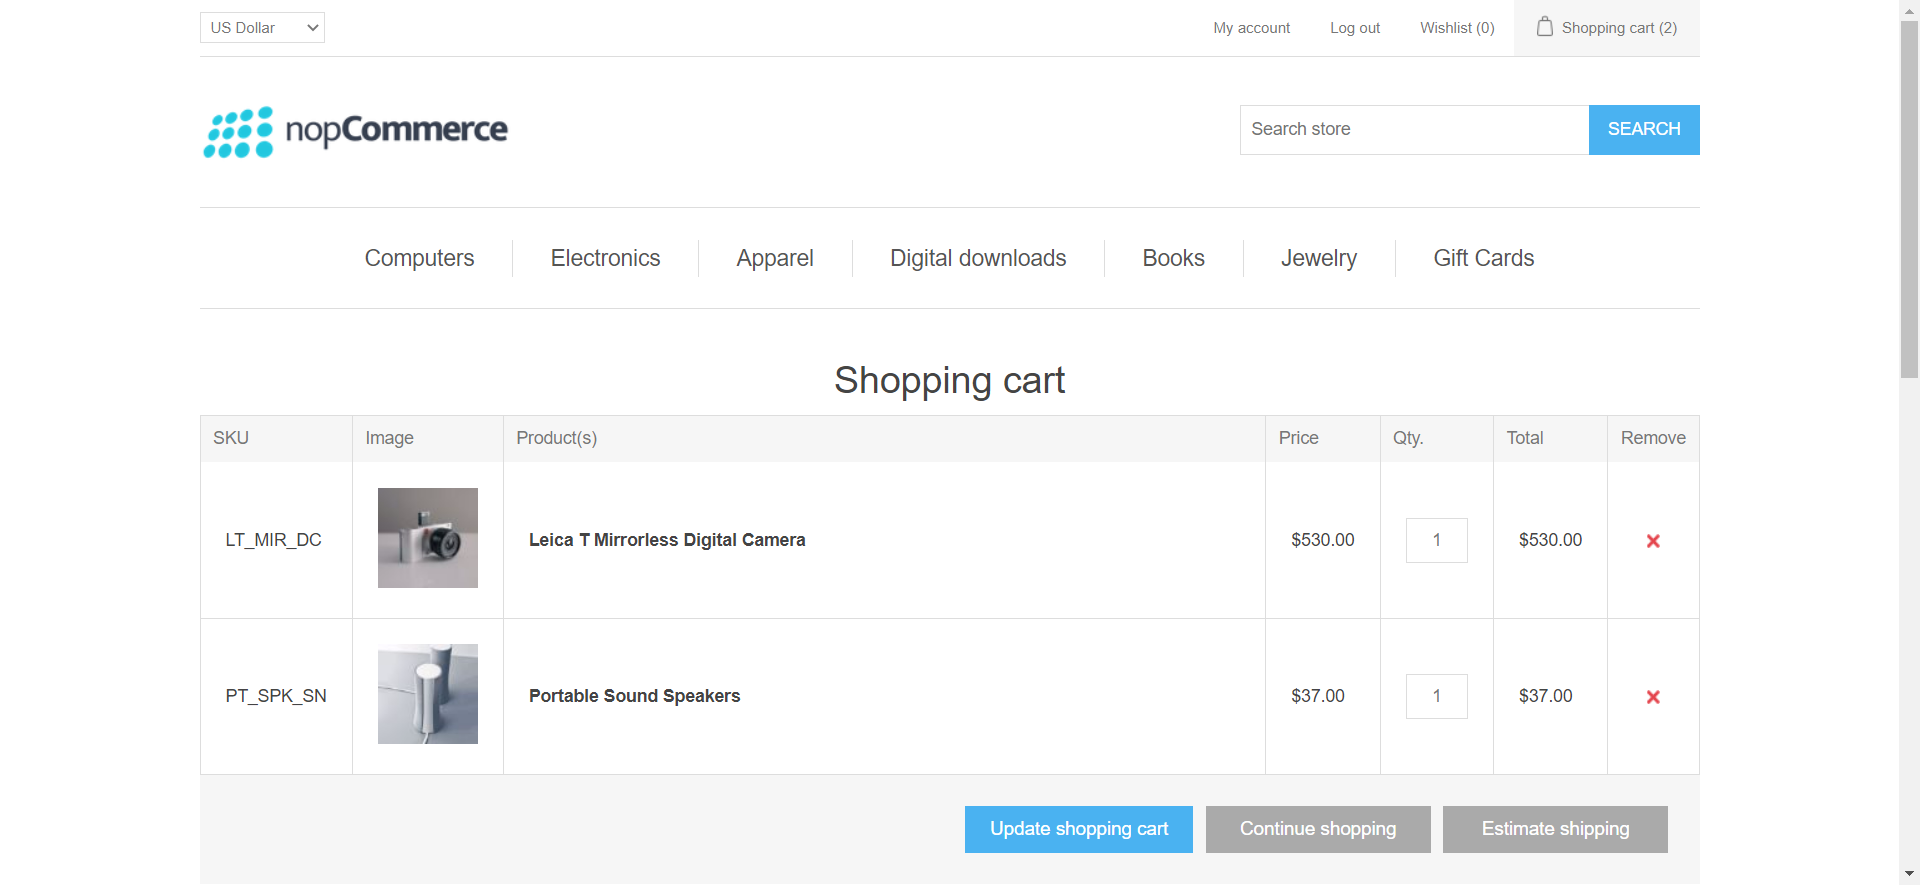 US Dollar
My account
Log out
Wishlist (0)
Shopping cart (2)
nopCommerce
Search store
SEARCH
Computers
Electronics
Apparel
Digital downloads
Books
Jewelry
Gift Cards
Shopping cart
SKU Image Product(s) Price Qty. Total Remove
LT_MIR_DC Leica T Mirrorless Digital Camera $530.00 1 $530.00
PT_SPK_SN Portable Sound Speakers $37.00 1 $37.00
Update shopping cart
Continue shopping
Estimate shipping